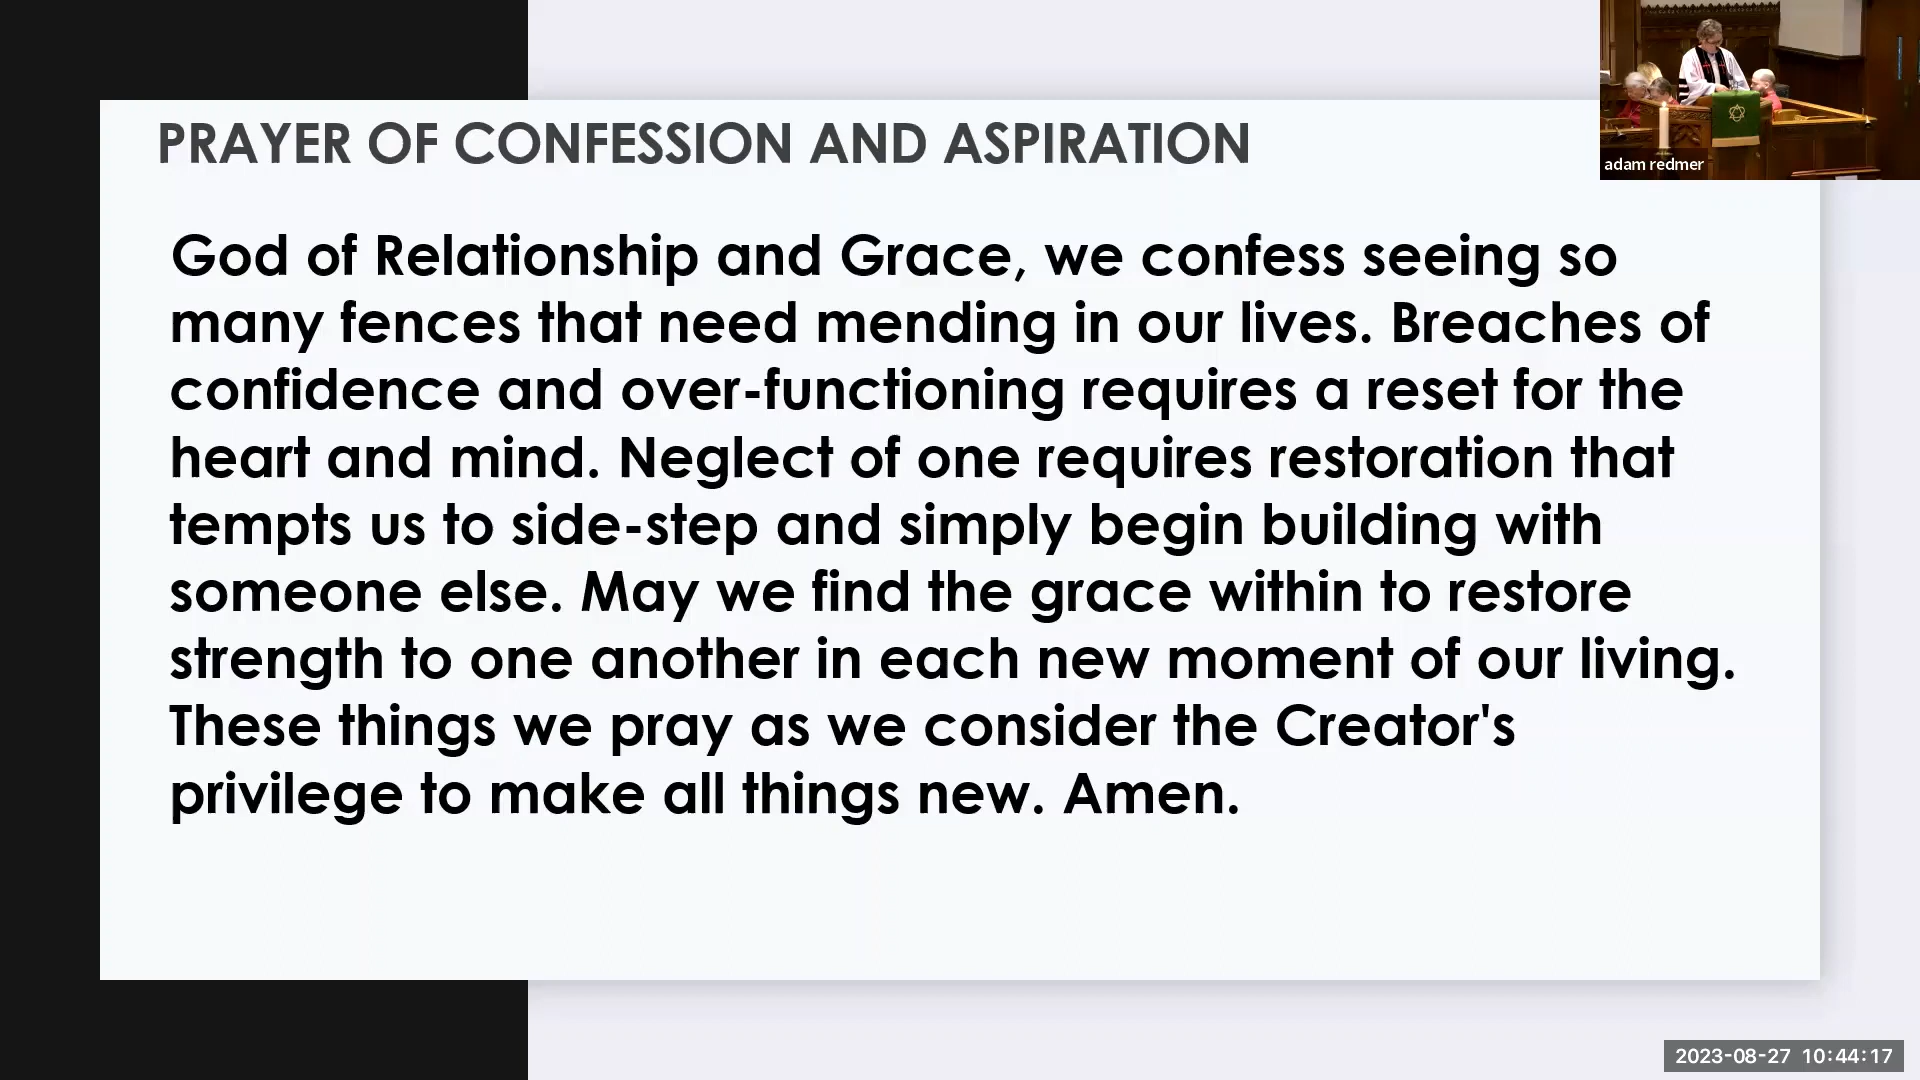 PRAYER OF CONFESSION AND ASPIRATION
God of Relationship and Grace, we confess seeing so
many fences that need mending in our lives. Breaches of
confidence and over-functioning requires a reset for the
heart and mind. Neglect of one requires restoration that
tempts us to side-step and simply begin building with
someone else. May we find the grace within to restore
strength to one another in each new moment of our living.
These things we pray as we consider the Creator's
privilege to make all things new. Amen.
adam redmer
2023-08-27 10:44:17